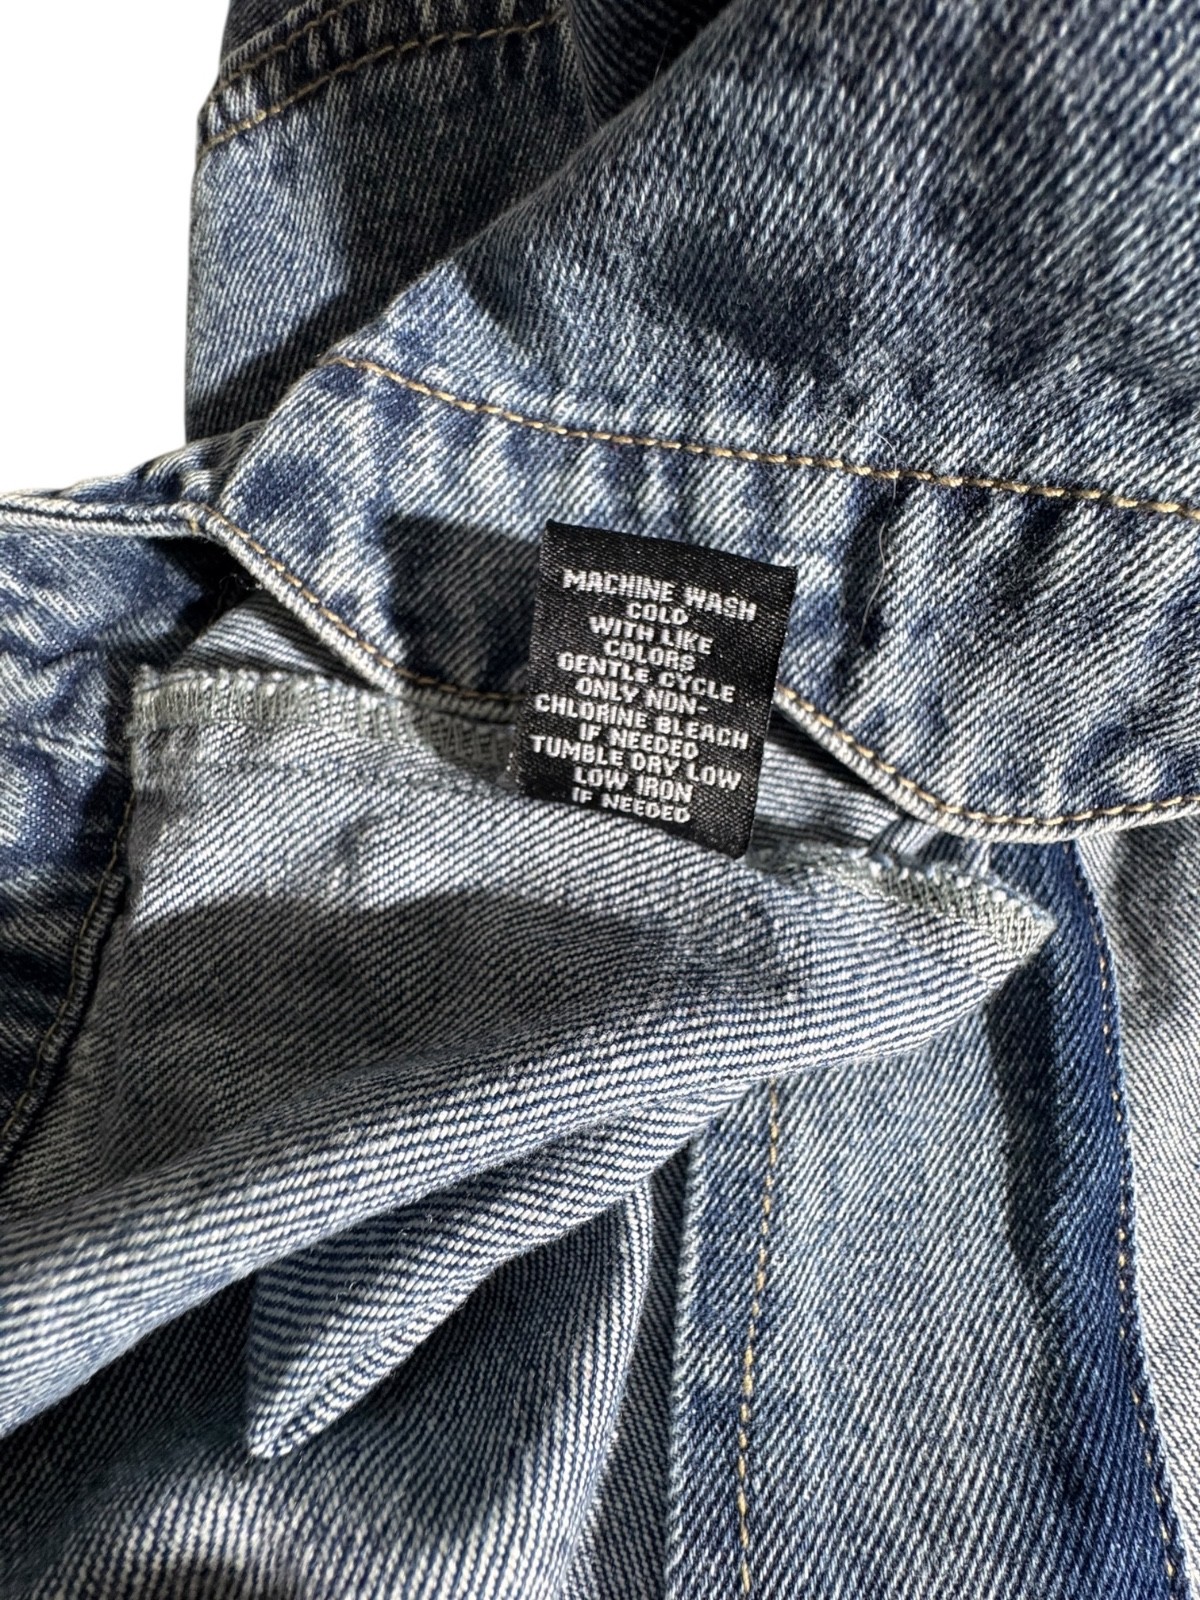 MACHINE WASH
COLD
WITH LIKE
COLORS
GENTLE CYCLE
ONLY NON-
CHLORINE BLEACH
IF NEEDED
TUMBLE DRY LOW
LOW IRON
IF NEEDED